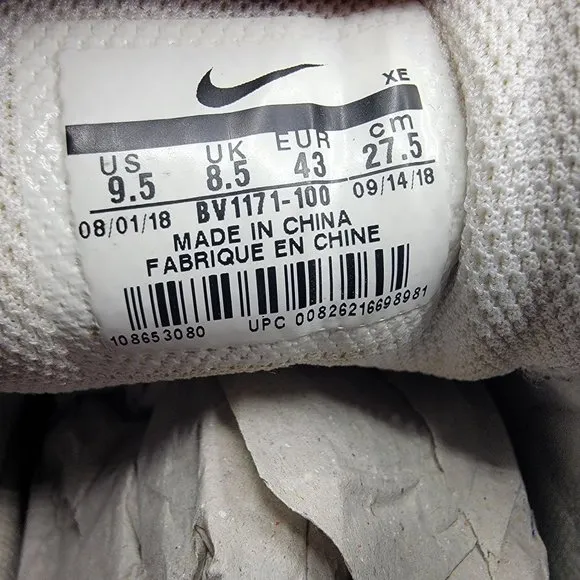 XE
US UK EUR cm
9.5 8.5 43 27.5
08/01/18 BV1171-100 09/14/18
MADE IN CHINA
FABRIQUE EN CHINE
108653080 UPC 00826216698981